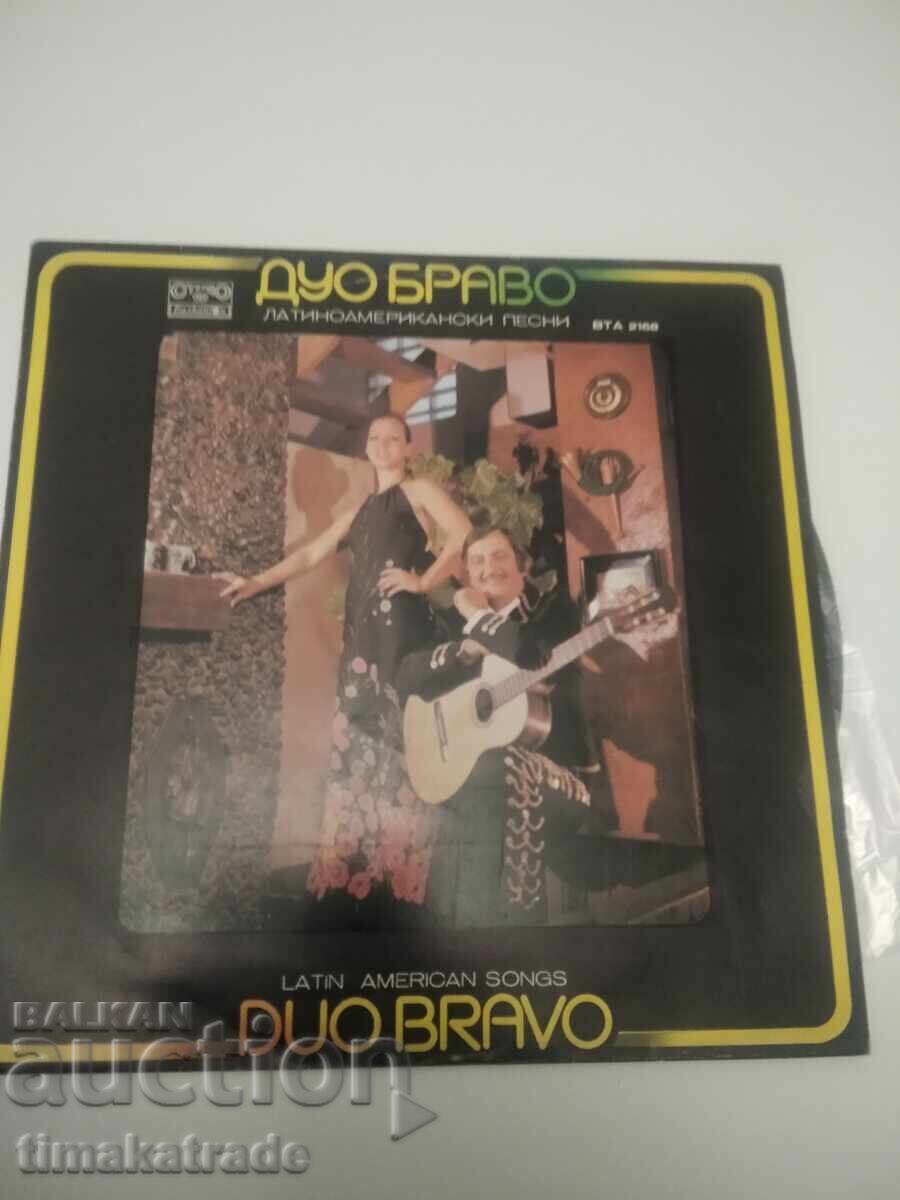 ДУО БРАВО
ЛАТИНОАМЕРИКАНСКИ ПЕСНИ ВТА 2168
LATIN AMERICAN SONGS
DUO BRAVO
BALKAN
auction
timakatrade